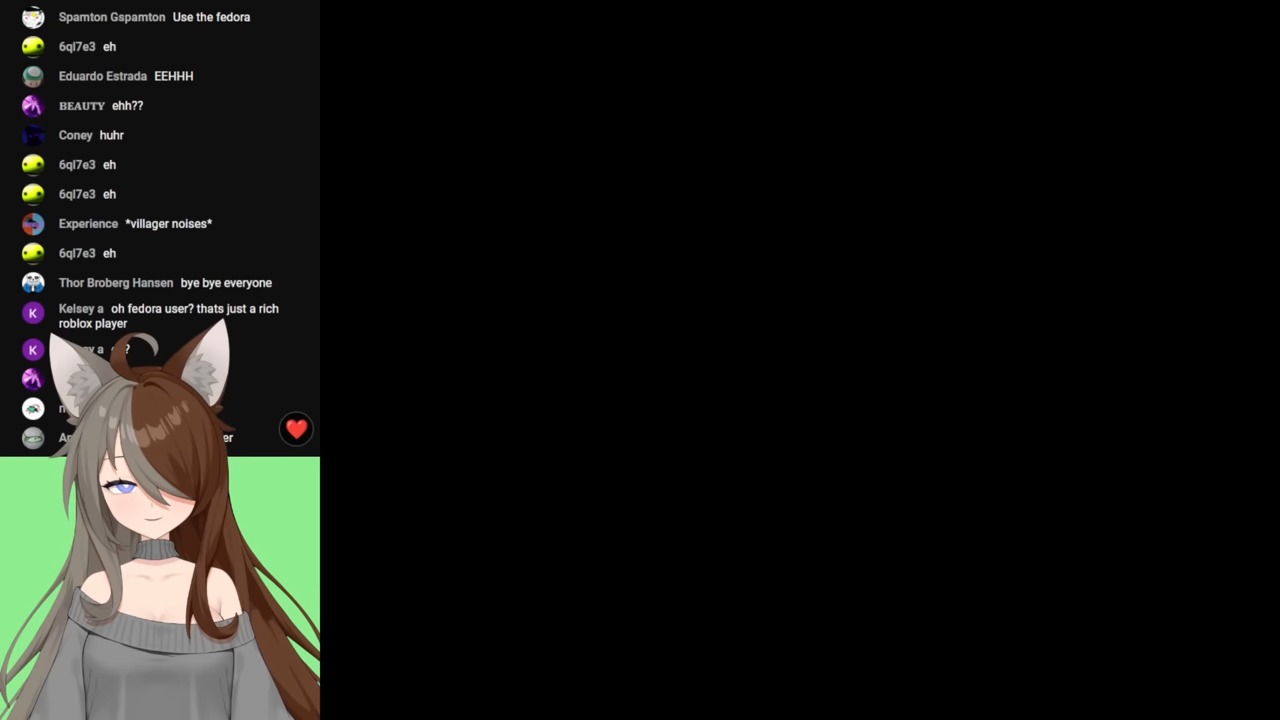 Spamton Gspamton Use the fedora
6ql7e3 eh
Eduardo Estrada EEHHH
BEAUTY ehh??
Coney huhr
6ql7e3 eh
6ql7e3 eh
Experience *villager noises*
6ql7e3 eh
Thor Broberg Hansen bye bye everyone
K Kelsey a oh fedora user? thats just a rich
roblox player
K